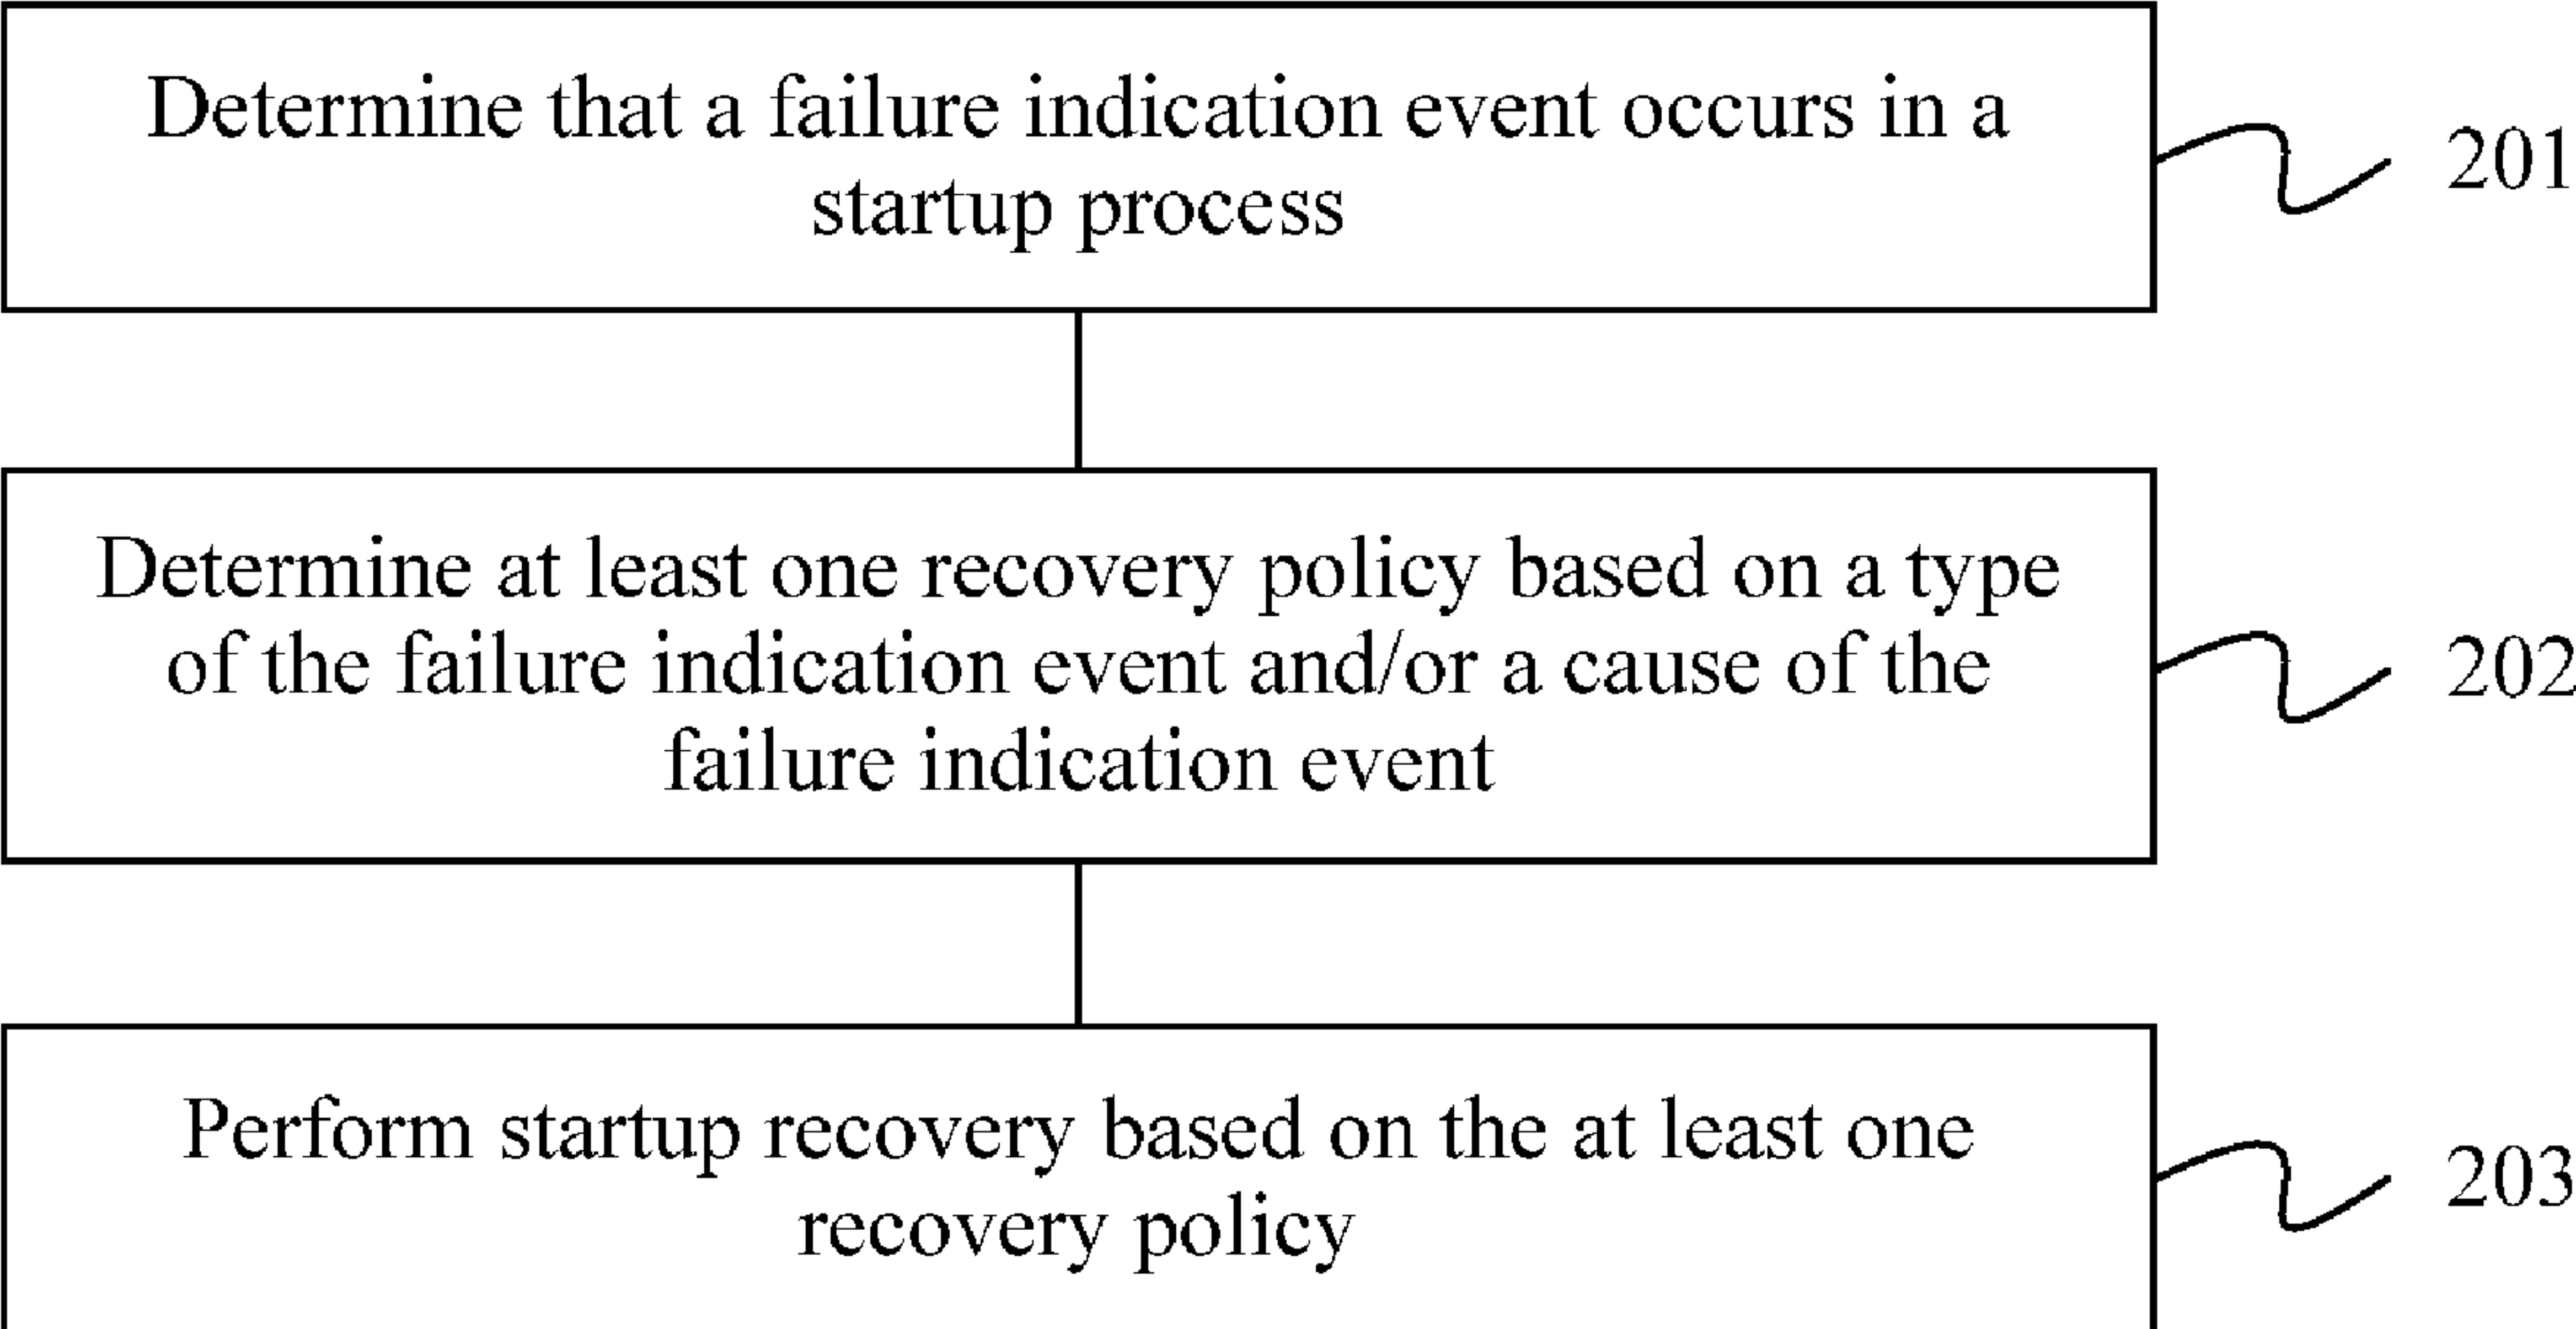 Determine that a failure indication event occurs in a
startup process
201
Determine at least one recovery policy based on a type
of the failure indication event and/or a cause of the
failure indication event
202
Perform startup recovery based on the at least one
recovery policy
203